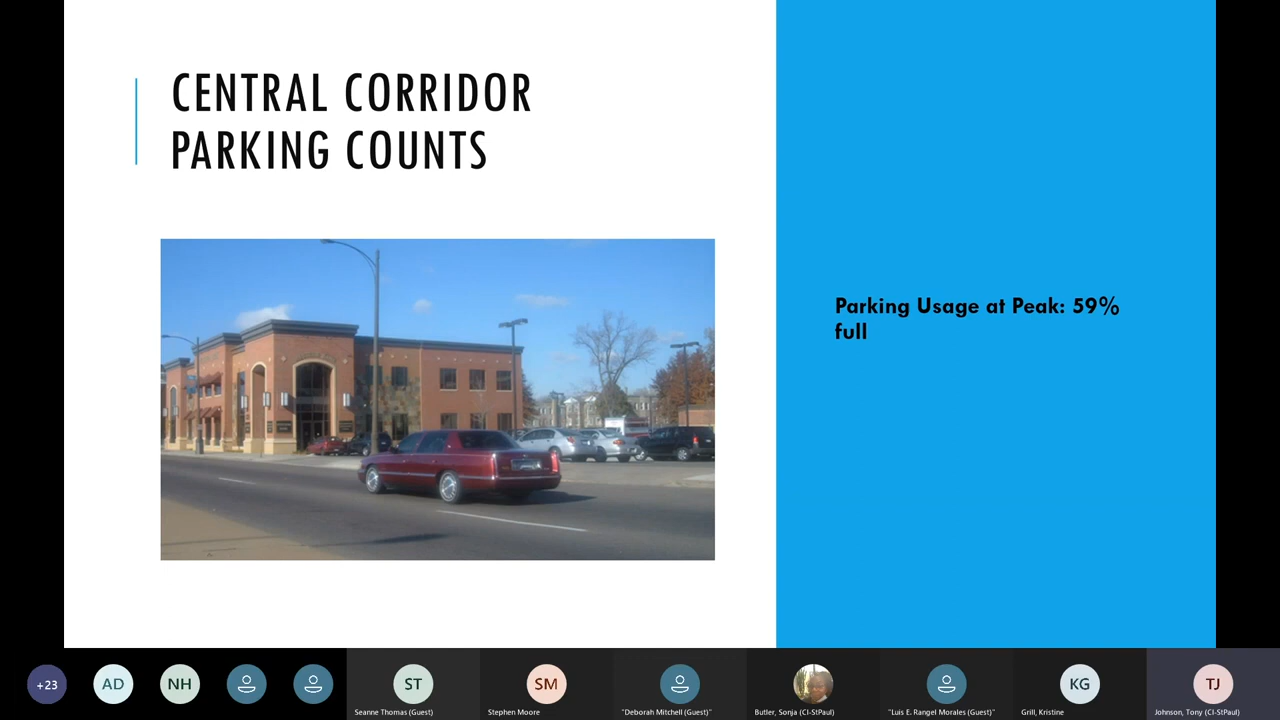 CENTRAL CORRIDOR
PARKING COUNTS
Parking Usage at Peak: 59%
full
+23
AD
NH
ST
SM
KG
TJ
Seanne Thomas (Guest)
Stephen Moore
"Deborah Mitchell (Guest)"
Butler, Sonja (CI-StPaul)
"Luis E. Rangel Morales (Guest)"
Grill, Kristine
Johnson, Tony (CI-StPaul)